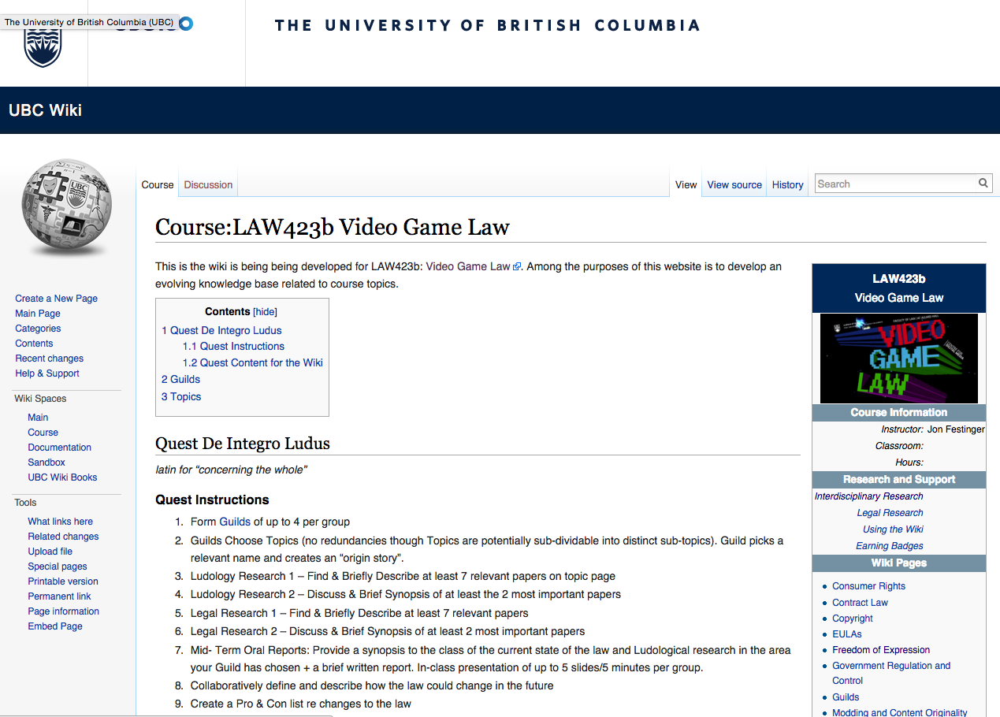 The University of British Columbia (UBC)
THE UNIVERSITY OF BRITISH COLUMBIA
UBC Wiki
UBC
Course
Discussion
View
View source
History
Search
Course:LAW423b Video Game Law
This is the wiki is being being developed for LAW423b: Video Game Law. Among the purposes of this website is to develop an
evolving knowledge base related to course topics.
Contents [hide]
1 Quest De Integro Ludus
1.1 Quest Instructions
1.2 Quest Content for the Wiki
2 Guilds
3 Topics
Quest De Integro Ludus
latin for “concerning the whole”
Quest Instructions
1. Form Guilds of up to 4 per group
2. Guilds Choose Topics (no redundancies though Topics are potentially sub-dividable into distinct sub-topics). Guild picks a
relevant name and creates an “origin story”.
3. Ludology Research 1 – Find & Briefly Describe at least 7 relevant papers on topic page
4. Ludology Research 2 – Discuss & Brief Synopsis of at least the 2 most important papers
5. Legal Research 1 – Find & Briefly Describe at least 7 relevant papers
6. Legal Research 2 – Discuss & Brief Synopsis of at least 2 most important papers
7. Mid- Term Oral Reports: Provide a synopsis to the class of the current state of the law and Ludological research in the area
your Guild has chosen + a brief written report. In-class presentation of up to 5 slides/5 minutes per group.
8. Collaboratively define and describe how the law could change in the future
9. Create a Pro & Con list re changes to the law
Create a New Page
Main Page
Categories
Contents
Recent changes
Help & Support
Wiki Spaces
Main
Course
Documentation
Sandbox
UBC Wiki Books
Tools
What links here
Related changes
Upload file
Special pages
Printable version
Permanent link
Page information
Embed Page
LAW423b
Video Game Law
VIDEO
GAME
LAW
Course Information
Instructor: Jon Festinger
Classroom:
Hours:
Research and Support
Interdisciplinary Research
Legal Research
Using the Wiki
Earning Badges
Wiki Pages
Consumer Rights
Contract Law
Copyright
EULAs
Freedom of Expression
Government Regulation and
Control
Guilds
Modding and Content Originality